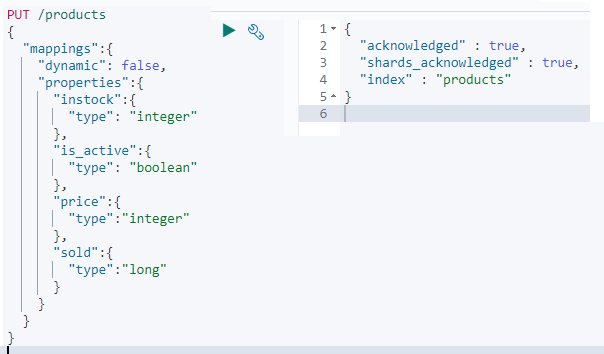 PUT /products
{
  "mappings":{
    "dynamic": false,
    "properties":{
      "instock":{
        "type": "integer"
      },
      "is_active":{
        "type": "boolean"
      },
      "price":{
        "type":"integer"
      },
      "sold":{
        "type":"long"
      }
    }
  }
}
1 {
2   "acknowledged" : true,
3   "shards_acknowledged" : true,
4   "index" : "products"
5 }
6